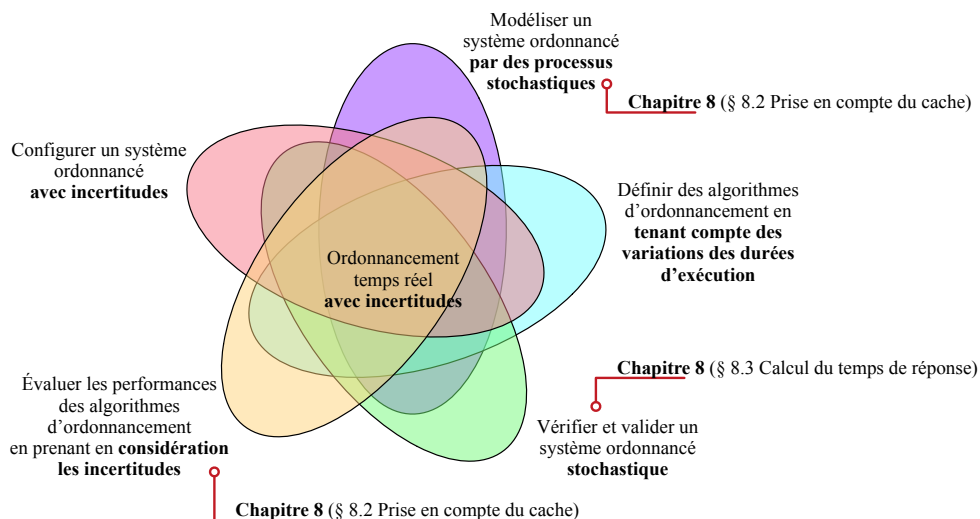 Modéliser un
système ordonnancé
par des processus
stochastiques
Chapitre 8 (§ 8.2 Prise en compte du cache)
Configurer un système
ordonnancé
avec incertitudes
Définir des algorithmes
d'ordonnancement en
tenant compte des
variations des durées
d'exécution
Ordonnancement
temps réel
avec incertitudes
Chapitre 8 (§ 8.3 Calcul du temps de réponse)
Évaluer les performances
des algorithmes
d'ordonnancement
en prenant en considération
les incertitudes
Vérifier et valider un
système ordonnancé
stochastique
Chapitre 8 (§ 8.2 Prise en compte du cache)